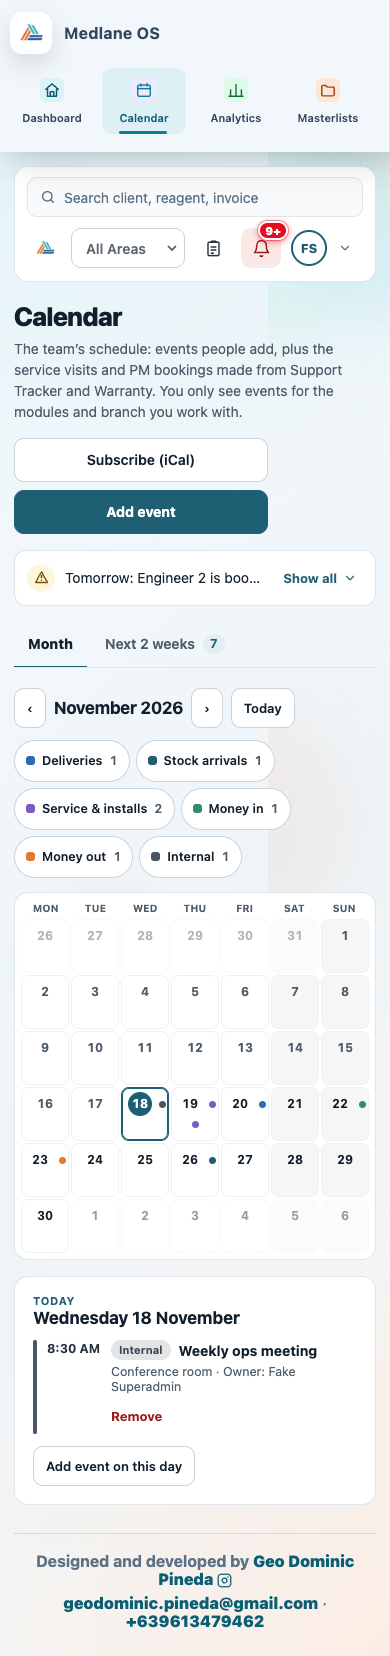 Medlane OS
Dashboard
Calendar
Analytics
Masterlists
Search client, reagent, invoice
All Areas
9+
FS
Calendar
The team's schedule: events people add, plus the
service visits and PM bookings made from Support
Tracker and Warranty. You only see events for the
modules and branch you work with.
Subscribe (iCal)
Add event
Tomorrow: Engineer 2 is boo... Show all
Month Next 2 weeks 7
‹ November 2026 › Today
Deliveries 1 Stock arrivals 1
Service & installs 2 Money in 1
Money out 1 Internal 1
MON TUE WED THU FRI SAT SUN
26 27 28 29 30 31 1
2 3 4 5 6 7 8
9 10 11 12 13 14 15
16 17 18 19 20 21 22
23 24 25 26 27 28 29
30 1 2 3 4 5 6
TODAY
Wednesday 18 November
8:30 AM Internal Weekly ops meeting
Conference room · Owner: Fake
Superadmin
Remove
Add event on this day
Designed and developed by Geo Dominic
Pineda
geodominic.pineda@gmail.com ·
+639613479462